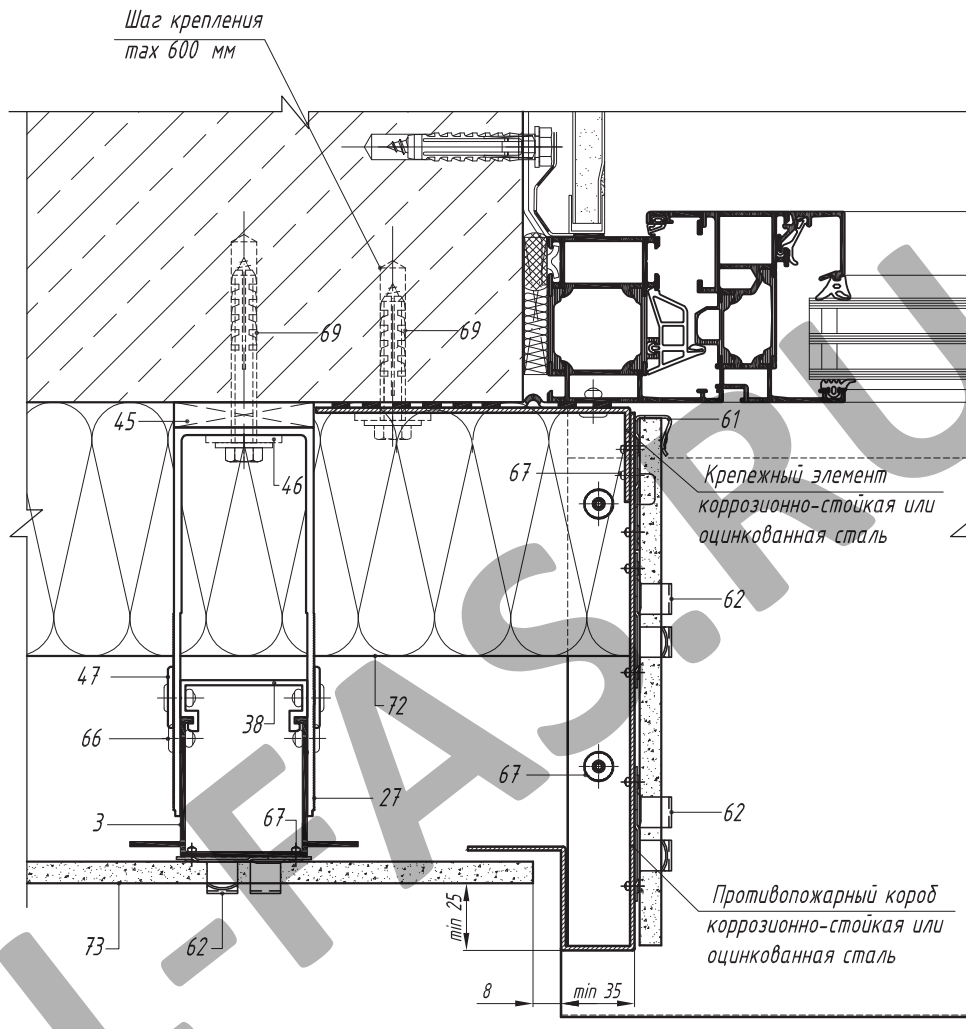 Шаг крепления
max 600 мм
69
69
45
46
61
67
Крепежный элемент
коррозионно-стойкая или
оцинкованная сталь
62
47
38
72
66
67
27
3
67
62
min 25
73
62
Противопожарный короб
коррозионно-стойкая или
оцинкованная сталь
8
min 35
-FAS.RU